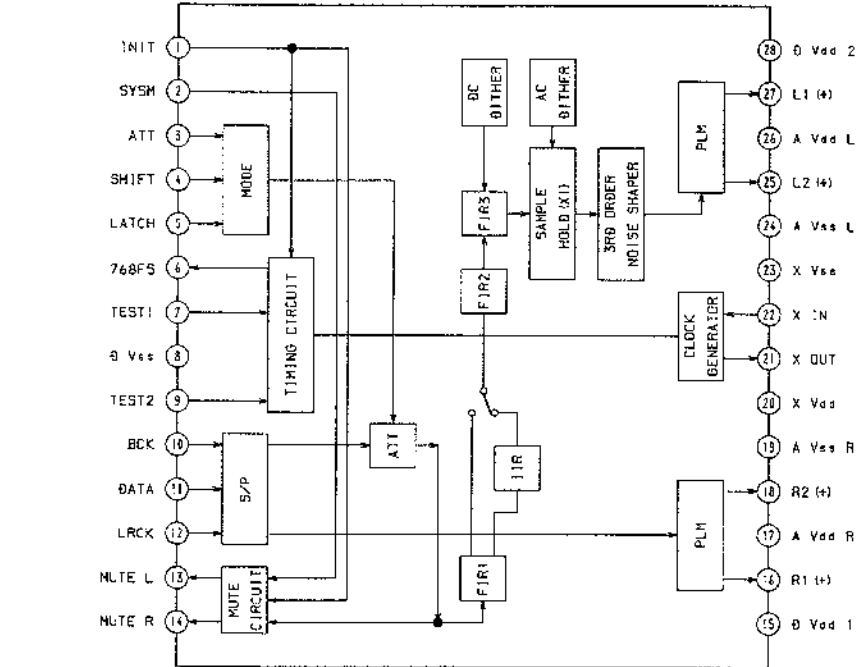 INIT 1
SYSM 2
ATT 3
SHIFT 4
LATCH 5
768FS 6
TEST1 7
D Vss 8
TEST2 9
BCK 10
DATA 11
LRCK 12
MUTE L 13
MUTE R 14
MODE
TIMING CIRCUIT
S/P
MUTE
CIRCUIT
ATT
DC
DITHER
AC
DITHER
FIR3
FIR2
SAMPLE
HOLD (X1)
3RD ORDER
NOISE SHAPER
IIR
FIR1
PLM
CLOCK
GENERATOR
PLM
28 D Vdd 2
27 L1 (+)
26 A Vdd L
25 L2 (+)
24 A Vss L
23 X Vss
22 X IN
21 X OUT
20 X Vdd
19 A Vss R
18 R2 (+)
17 A Vdd R
16 R1 (+)
15 D Vdd 1